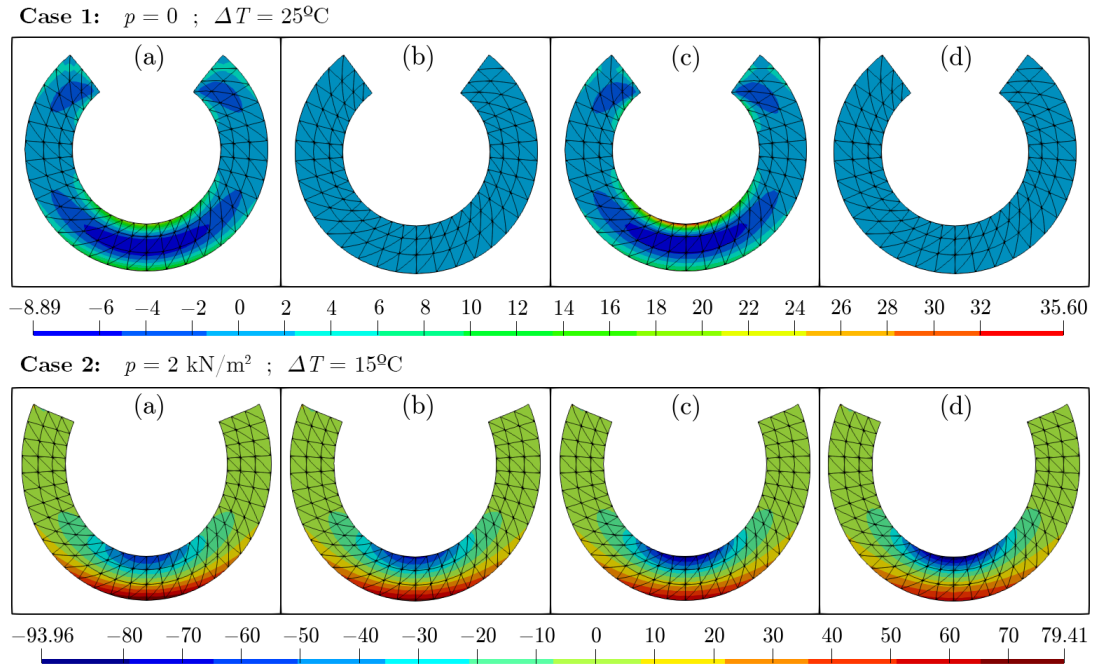 Case 1: p = 0 ; ΔT = 25ºC
(a) (b) (c) (d)
−8.89 −6 −4 −2 0 2 4 6 8 10 12 14 16 18 20 22 24 26 28 30 32 35.60
Case 2: p = 2 kN/m² ; ΔT = 15ºC
(a) (b) (c) (d)
−93.96 −80 −70 −60 −50 −40 −30 −20 −10 0 10 20 30 40 50 60 70 79.41